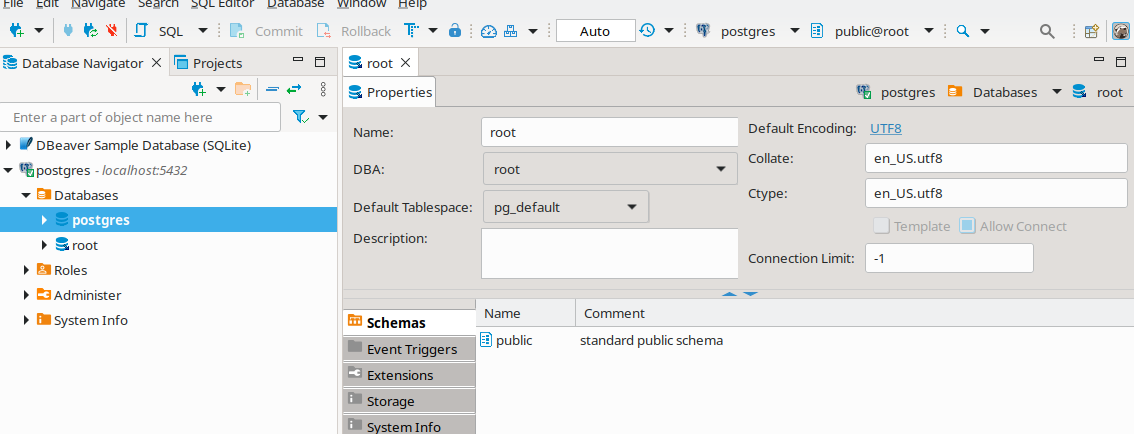 File Edit Navigate Search SQL Editor Database Window Help
SQL Commit Rollback Auto postgres public@root
Database Navigator Projects root
Properties postgres Databases root
Enter a part of object name here
DBeaver Sample Database (SQLite)
postgres - localhost:5432
Databases
postgres
root
Roles
Administer
System Info
Name: root
DBA: root
Default Tablespace: pg_default
Description:
Default Encoding: UTF8
Collate: en_US.utf8
Ctype: en_US.utf8
Template Allow Connect
Connection Limit: -1
Schemas
Event Triggers
Extensions
Storage
System Info
Name Comment
public standard public schema